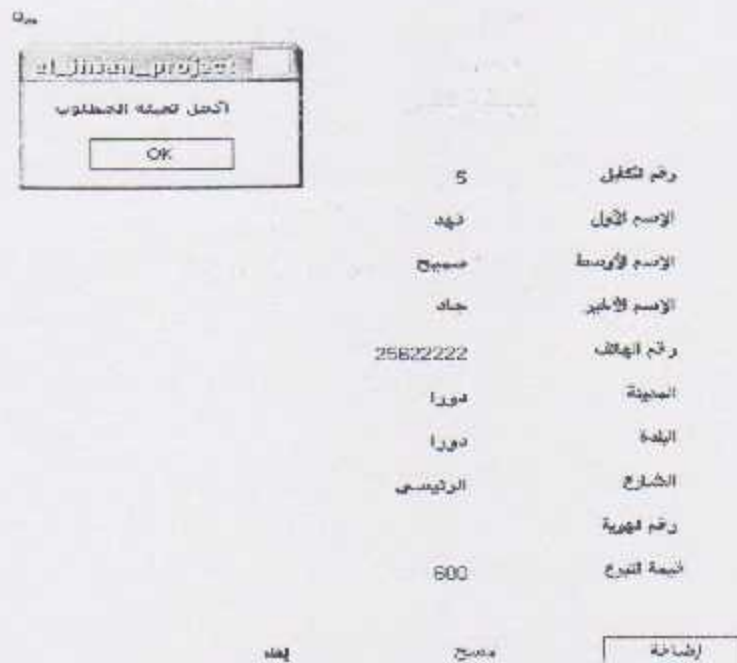 el_ihsan_project
أكمل تعبئة المطلوب
OK
رقم الكفيل 5
الإسم الأول فهد
الإسم الأوسط سميح
الإسم الأخير جاد
رقم الهاتف 25622222
المدينة دورا
البلدة دورا
الشارع الرئيسي
رقم الهوية
قيمة التبرع 600
إضافة مسح إلغاء